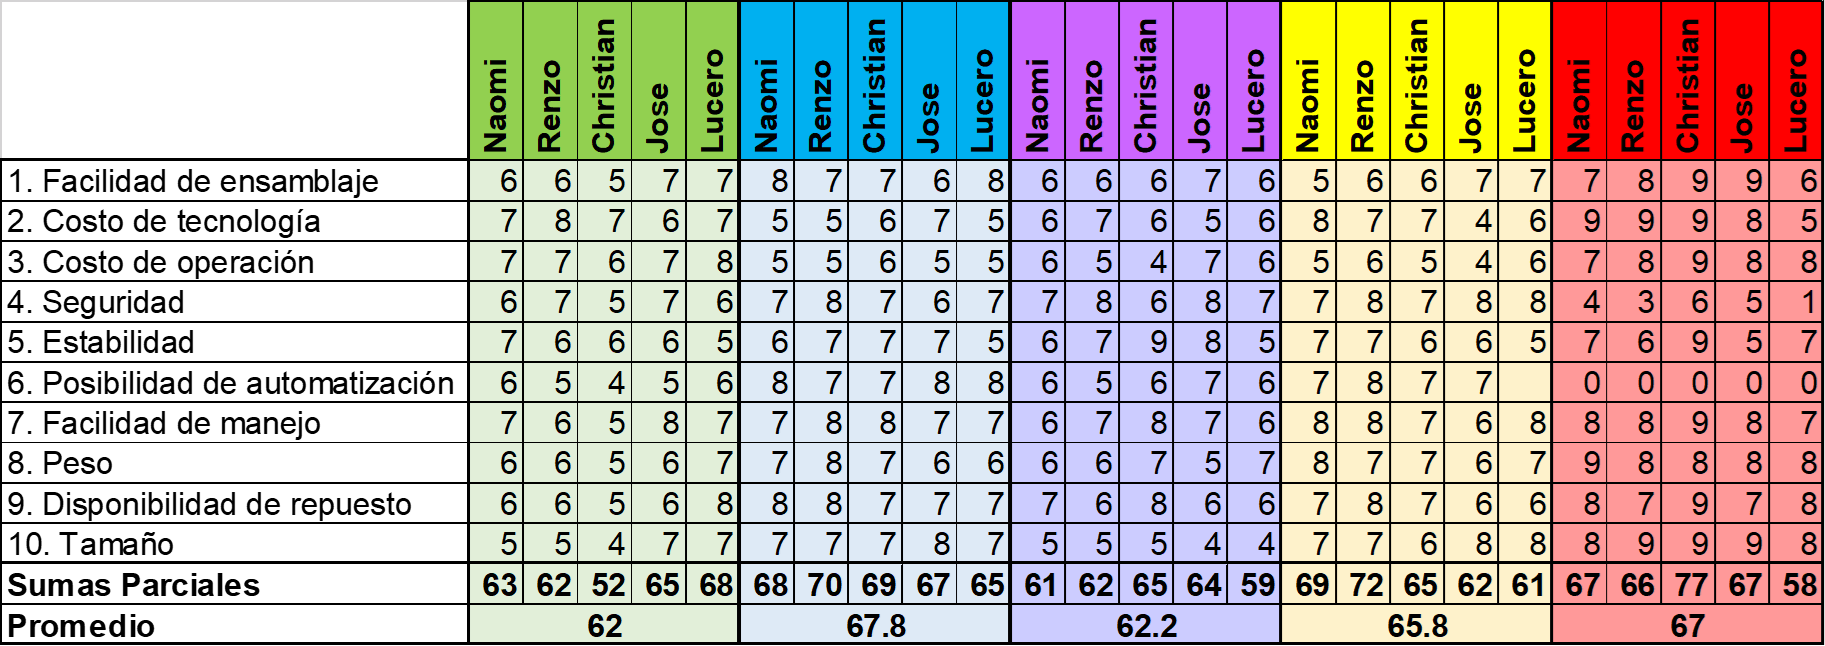 Naomi Renzo Christian Jose Lucero Naomi Renzo Christian Jose Lucero Naomi Renzo Christian Jose Lucero Naomi Renzo Christian Jose Lucero Naomi Renzo Christian Jose Lucero
1. Facilidad de ensamblaje 6 6 5 7 7 8 7 7 6 8 6 6 6 7 6 5 6 6 7 7 7 8 9 9 6
2. Costo de tecnología 7 8 7 6 7 5 5 6 7 5 6 7 6 5 6 8 7 7 4 6 9 9 9 8 5
3. Costo de operación 7 7 6 7 8 5 5 6 5 5 6 5 4 7 6 5 6 5 4 6 7 8 9 8 8
4. Seguridad 6 7 5 7 6 7 8 7 6 7 7 8 6 8 7 7 8 7 8 8 4 3 6 5 1
5. Estabilidad 7 6 6 6 5 6 7 7 7 5 6 7 9 8 5 7 7 6 6 5 7 6 9 5 7
6. Posibilidad de automatización 6 5 4 5 6 8 7 7 8 8 6 5 6 7 6 7 8 7 7 0 0 0 0 0
7. Facilidad de manejo 7 6 5 8 7 7 8 8 7 7 6 7 8 7 6 8 8 7 6 8 8 8 9 8 7
8. Peso 6 6 5 6 7 7 8 7 6 6 6 6 7 5 7 8 7 7 6 7 9 8 8 8 8
9. Disponibilidad de repuesto 6 6 5 6 8 8 8 7 7 7 7 6 8 6 6 7 8 7 6 6 8 7 9 7 8
10. Tamaño 5 5 4 7 7 7 7 7 8 7 5 5 5 4 4 7 7 6 8 8 8 9 9 9 8
Sumas Parciales 63 62 52 65 68 68 70 69 67 65 61 62 65 64 59 69 72 65 62 61 67 66 77 67 58
Promedio 62 67.8 62.2 65.8 67